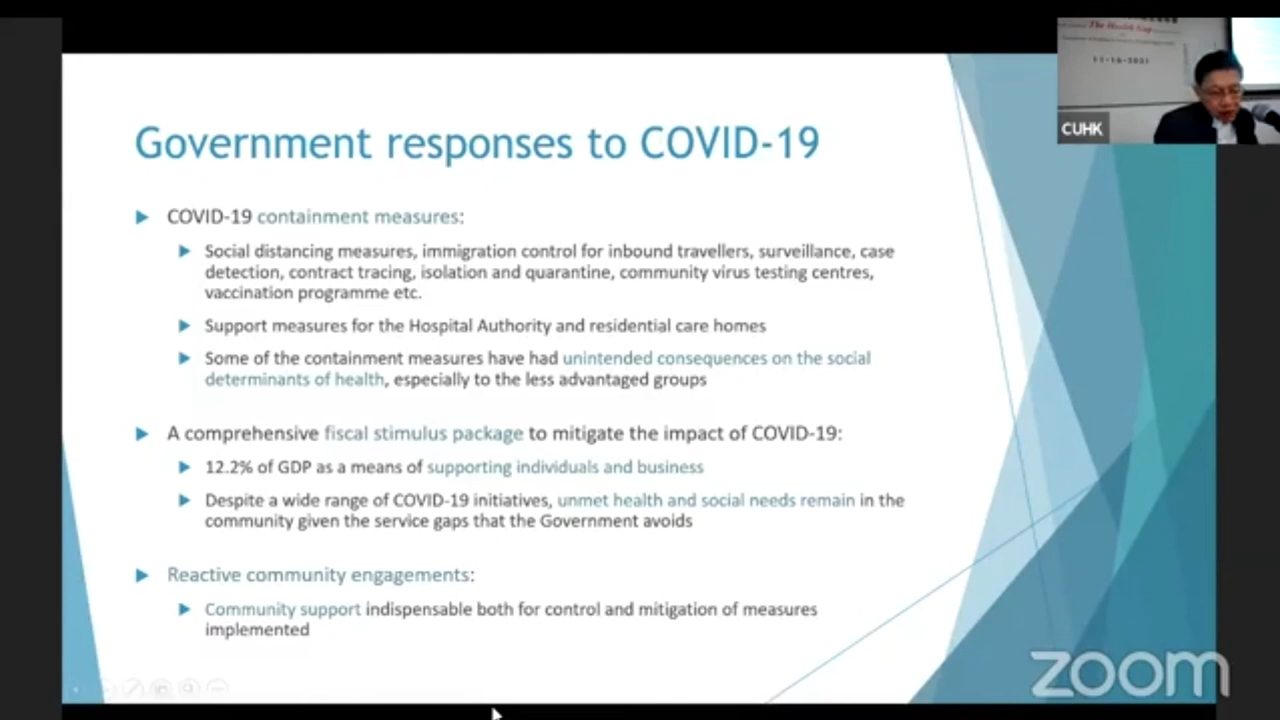 The Health Gap
CUHK
Government responses to COVID-19
COVID-19 containment measures:
Social distancing measures, immigration control for inbound travellers, surveillance, case
detection, contract tracing, isolation and quarantine, community virus testing centres,
vaccination programme etc.
Support measures for the Hospital Authority and residential care homes
Some of the containment measures have had unintended consequences on the social
determinants of health, especially to the less advantaged groups
A comprehensive fiscal stimulus package to mitigate the impact of COVID-19:
12.2% of GDP as a means of supporting individuals and business
Despite a wide range of COVID-19 initiatives, unmet health and social needs remain in the
community given the service gaps that the Government avoids
Reactive community engagements:
Community support indispensable both for control and mitigation of measures
implemented
zoom